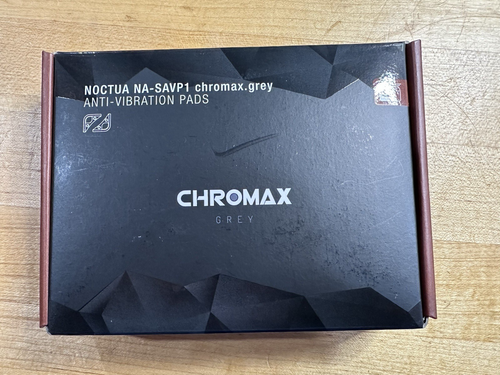 NOCTUA NA-SAVP1 chromax.grey
ANTI-VIBRATION PADS
CHROMAX
GREY